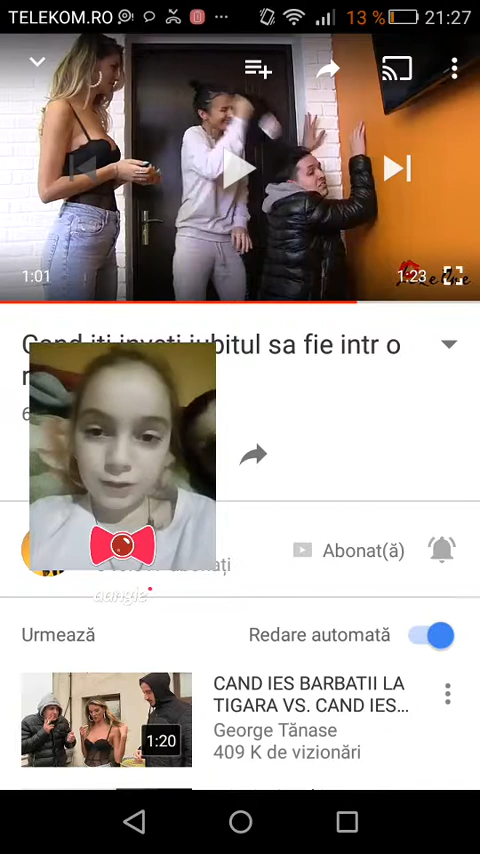 TELEKOM.RO
13 %
21:27
1:01
1:23
Cand iti inveti iubitul sa fie intr o
Abonat(ă)
abonați
Urmează
Redare automată
CAND IES BARBATII LA
TIGARA VS. CAND IES...
1:20
George Tănase
409 K de vizionări